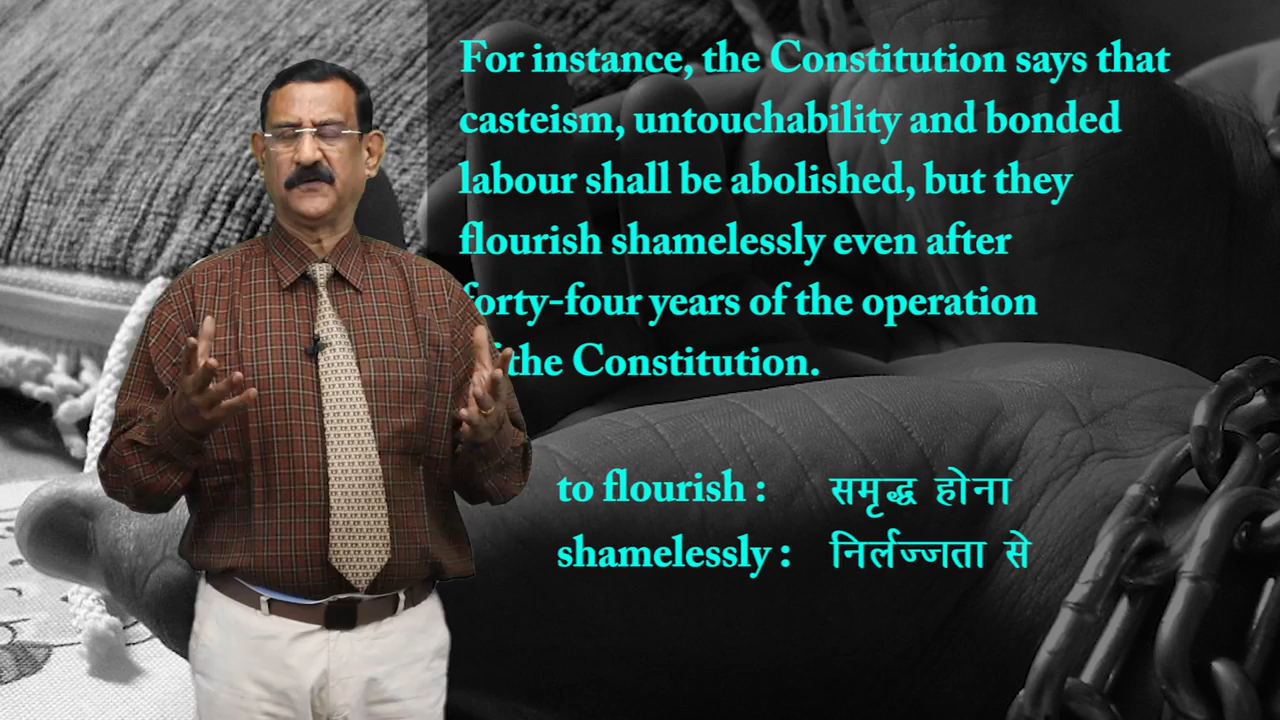 For instance, the Constitution says that
casteism, untouchability and bonded
labour shall be abolished, but they
flourish shamelessly even after
forty-four years of the operation
the Constitution.
to flourish : समृद्ध होना
shamelessly : निर्लज्जता से